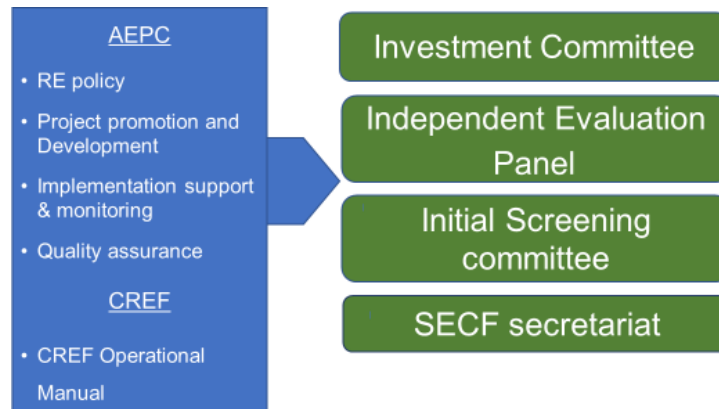 AEPC
• RE policy
• Project promotion and
Development
• Implementation support
& monitoring
• Quality assurance
CREF
• CREF Operational
Manual
Investment Committee
Independent Evaluation
Panel
Initial Screening
committee
SECF secretariat